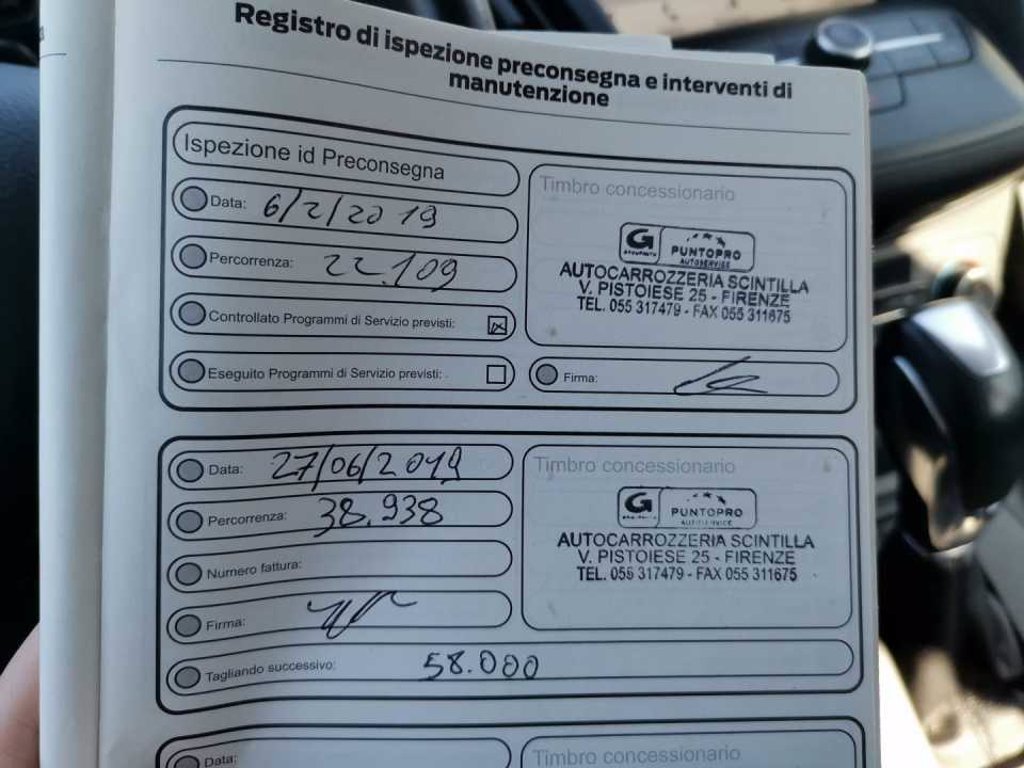 Registro di ispezione preconsegna e interventi di
manutenzione
Ispezione id Preconsegna
Data: 6/2/2019
Percorrenza: 22.109
Controllato Programmi di Servizio previsti:
Eseguito Programmi di Servizio previsti:
Timbro concessionario
G PUNTOPRO
AUTOSERVICE
AUTOCARROZZERIA SCINTILLA
V. PISTOIESE 25 - FIRENZE
TEL. 055 317479 - FAX 055 311675
Firma:
Data: 27/06/2019
Percorrenza: 38.938
Numero fattura:
Firma:
Tagliando successivo: 58.000
Timbro concessionario
G PUNTOPRO
AUTOSERVICE
AUTOCARROZZERIA SCINTILLA
V. PISTOIESE 25 - FIRENZE
TEL. 055 317479 - FAX 055 311675
Data:
Timbro concessionario